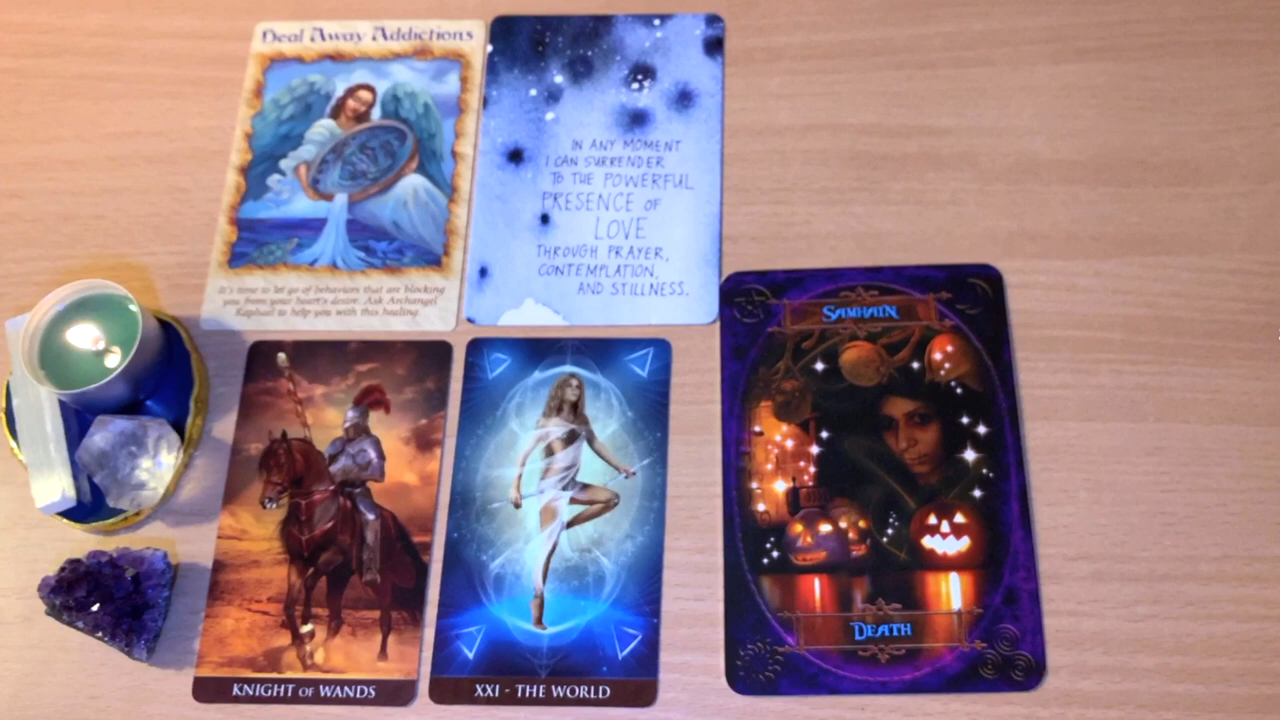 Heal Away Addictions
It's time to let go of behaviors that are blocking
you from your heart's desire. Ask Archangel
Raphael to help you with this healing.
IN ANY MOMENT
I CAN SURRENDER
TO THE POWERFUL
PRESENCE OF
LOVE
THROUGH PRAYER,
CONTEMPLATION,
AND STILLNESS.
KNIGHT OF WANDS
XXI - THE WORLD
SAMHAIN
DEATH